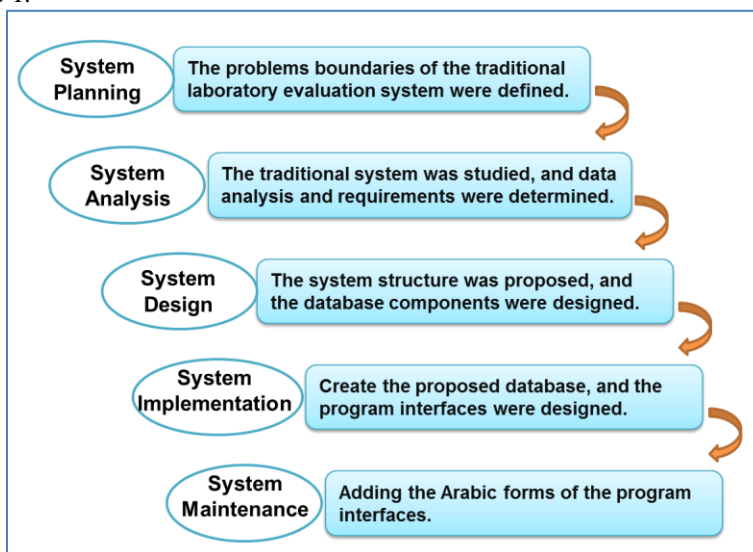 System
Planning
The problems boundaries of the traditional
laboratory evaluation system were defined.
System
Analysis
The traditional system was studied, and data
analysis and requirements were determined.
System
Design
The system structure was proposed, and
the database components were designed.
System
Implementation
Create the proposed database, and the
program interfaces were designed.
System
Maintenance
Adding the Arabic forms of the program
interfaces.